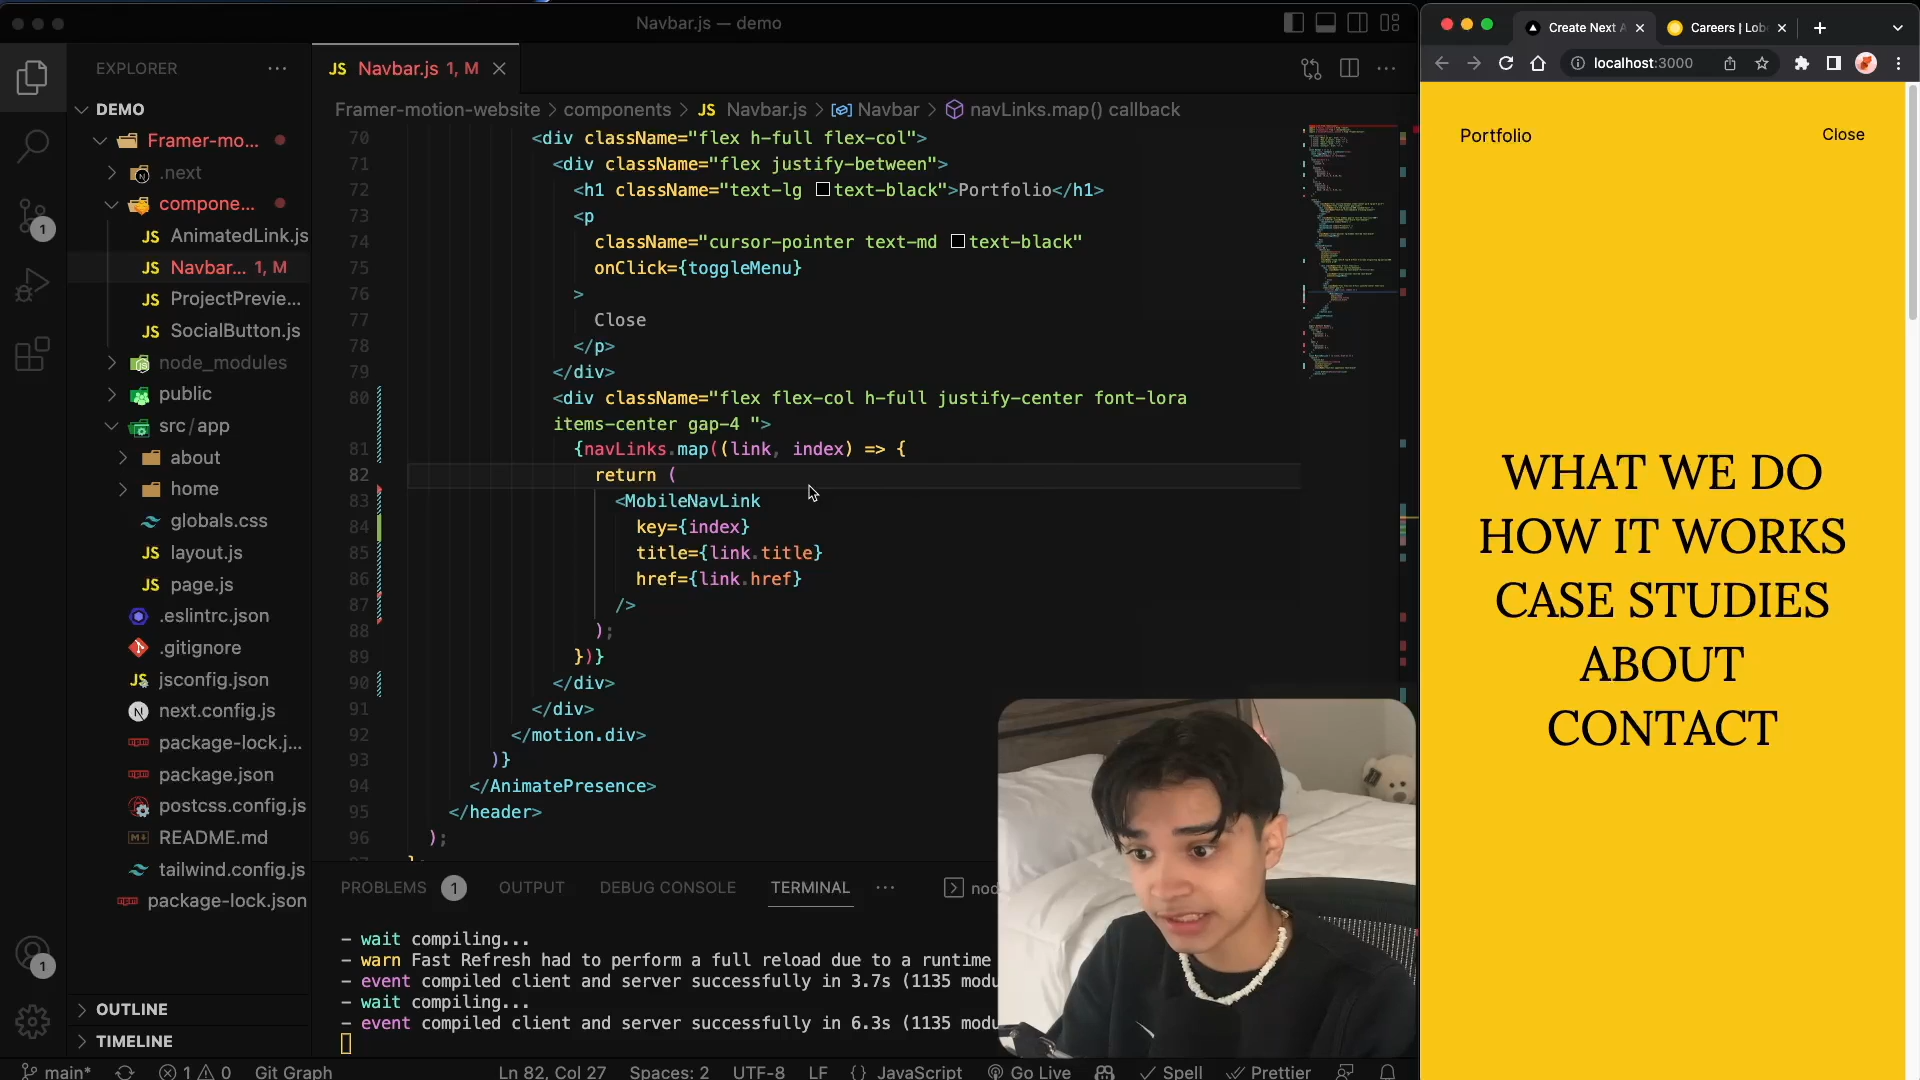 Navbar.js — demo
EXPLORER
DEMO
Framer-mo...
.next
compone...
AnimatedLink.js
Navbar... 1, M
ProjectPrevie...
SocialButton.js
node_modules
public
src/app
about
home
globals.css
layout.js
page.js
.eslintrc.json
.gitignore
jsconfig.json
next.config.js
package-lock.j...
package.json
postcss.config.js
README.md
tailwind.config.js
package-lock.json
OUTLINE
TIMELINE
1
1
JS Navbar.js 1, M
Framer-motion-website > components > JS Navbar.js > Navbar > navLinks.map() callback
70 <div className="flex h-full flex-col">
71 <div className="flex justify-between">
72 <h1 className="text-lg text-black">Portfolio</h1>
73 <p
74 className="cursor-pointer text-md text-black"
75 onClick={toggleMenu}
76 >
77 Close
78 </p>
79 </div>
80 <div className="flex flex-col h-full justify-center font-lora
items-center gap-4 ">
81 {navLinks.map((link, index) => {
82 return (
83 <MobileNavLink
84 key={index}
85 title={link.title}
86 href={link.href}
87 />
88 );
89 })}
90 </div>
91 </div>
92 </motion.div>
93 )}
94 </AnimatePresence>
95 </header>
96 );
PROBLEMS 1 OUTPUT DEBUG CONSOLE TERMINAL ··· nod
- wait compiling...
- warn Fast Refresh had to perform a full reload due to a runtime
- event compiled client and server successfully in 3.7s (1135 modu
- wait compiling...
- event compiled client and server successfully in 6.3s (1135 modu
main* 1 0 Git Graph Ln 82, Col 27 Spaces: 2 UTF-8 LF {} JavaScript Go Live Spell Prettier
Create Next A
Careers | Lob
localhost:3000
Portfolio
Close
WHAT WE DO
HOW IT WORKS
CASE STUDIES
ABOUT
CONTACT